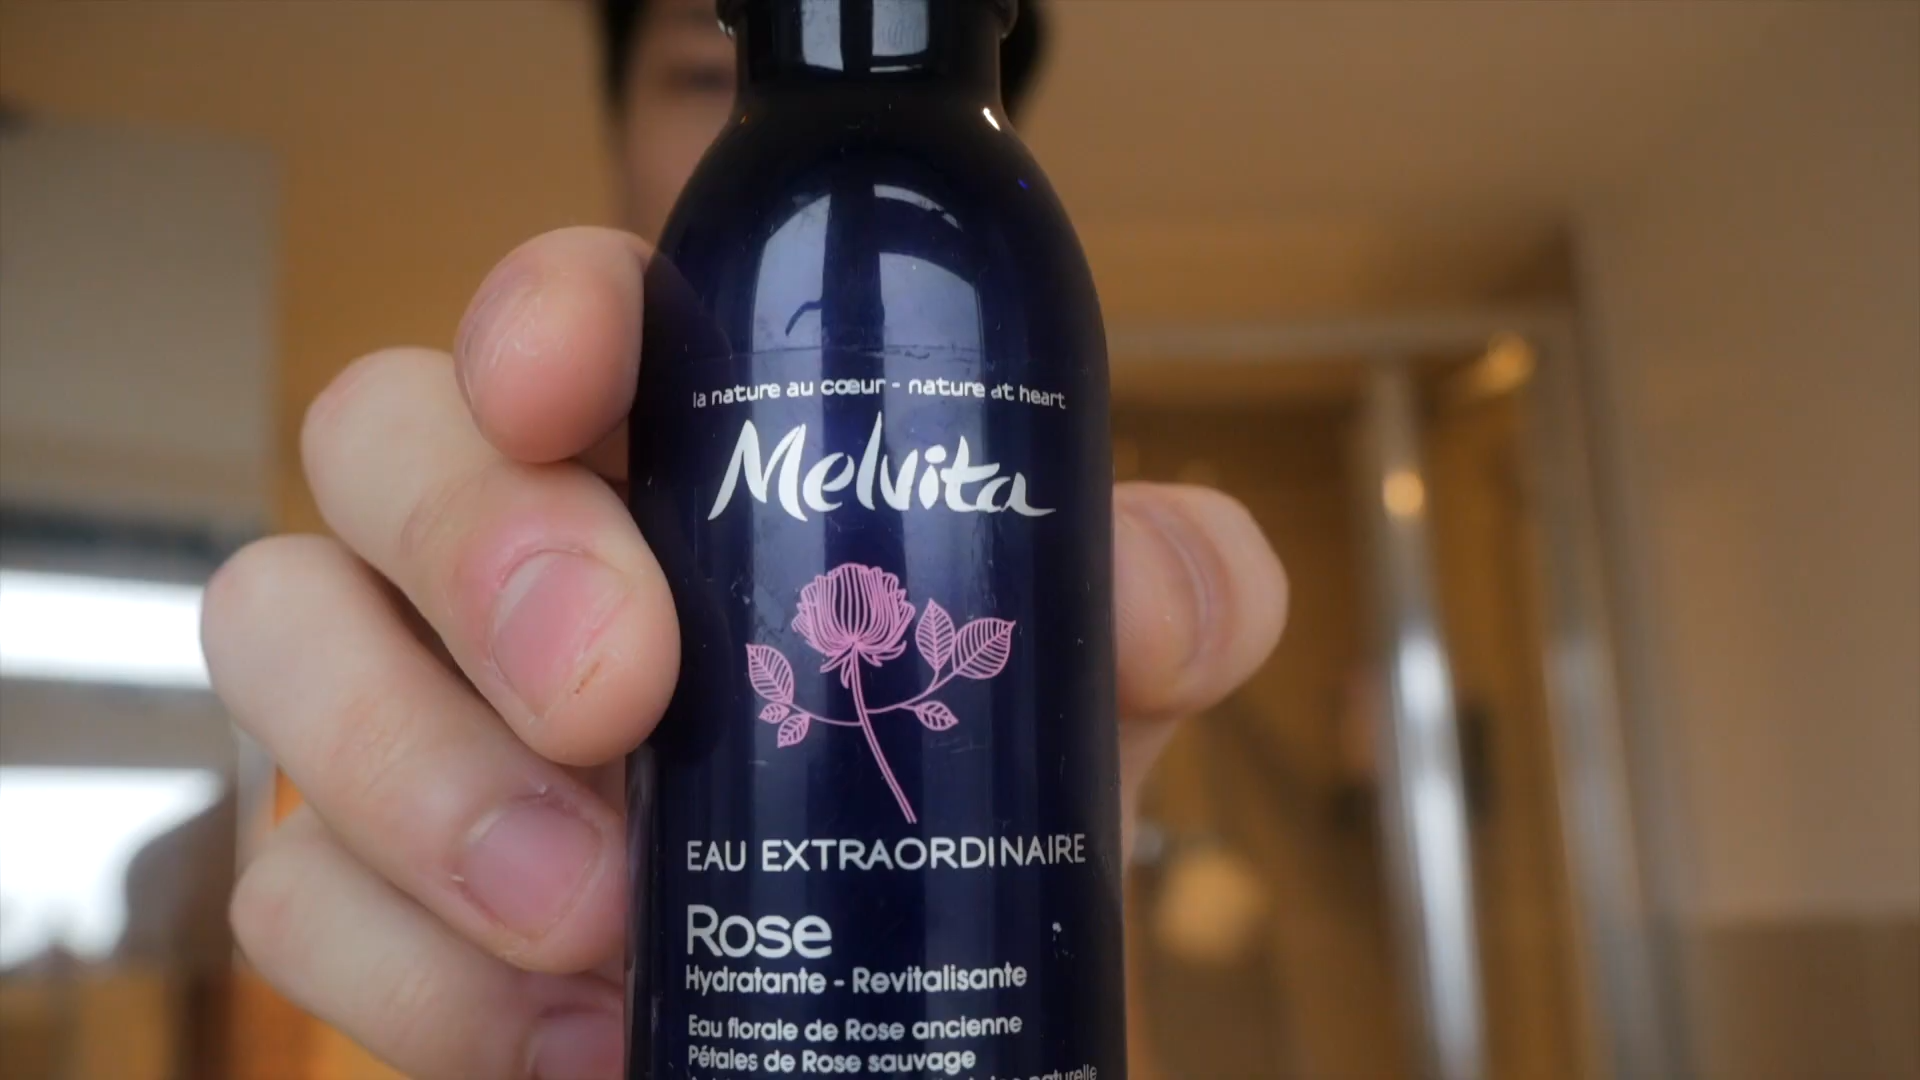 la nature au cœur - nature at heart
Melvita
EAU EXTRAORDINAIRE
Rose
Hydratante - Revitalisante
Eau florale de Rose ancienne
Pétales de Rose sauvage
naturelle